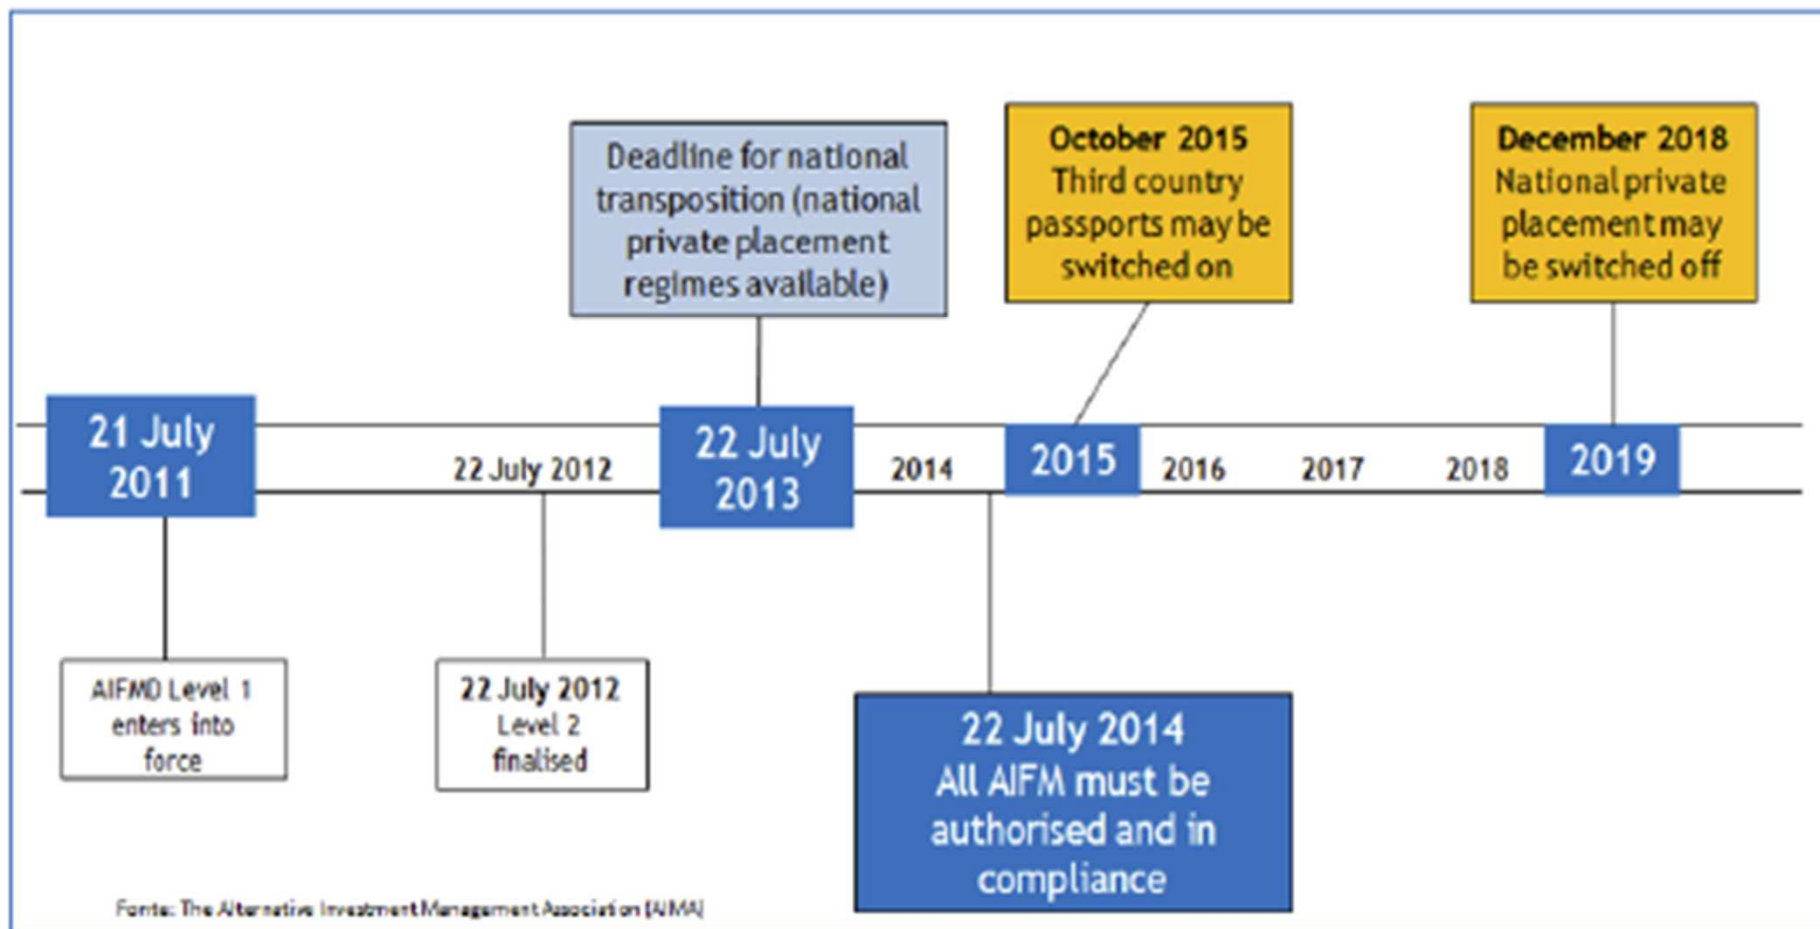 Deadline for national
transposition (national
private placement
regimes available)
October 2015
Third country
passports may be
switched on
December 2018
National private
placement may
be switched off
21 July
2011
22 July 2012
22 July
2013
2014
2015
2016
2017
2018
2019
AIFMD Level 1
enters into
force
22 July 2012
Level 2
finalised
22 July 2014
All AIFM must be
authorised and in
compliance
Fonte: The Alternative Investment Management Association (AIMA)